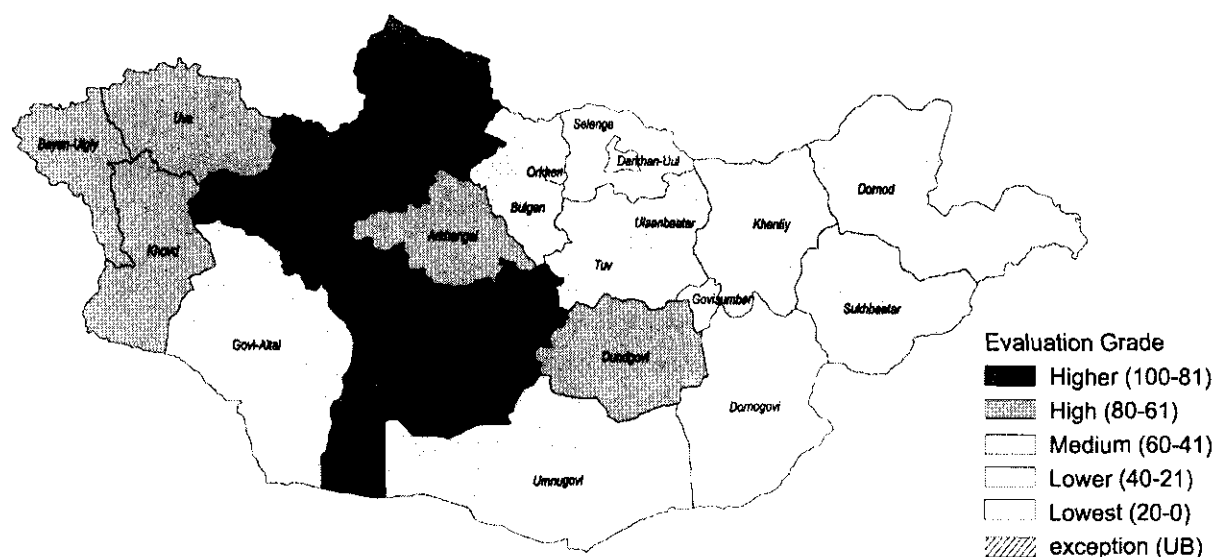 Selenge
Uvs
Bayan-Ulgiy
Darkhan-Uul
Orkhon
Dornod
Bulgan
Ulaanbaatar
Khentiy
Arkhangai
Khovd
Tuv
Govisumber
Sukhbaatar
Govi-Altai
Dundgovi
Dornogovi
Umnugovi
Evaluation Grade
Higher (100-81)
High (80-61)
Medium (60-41)
Lower (40-21)
Lowest (20-0)
exception (UB)